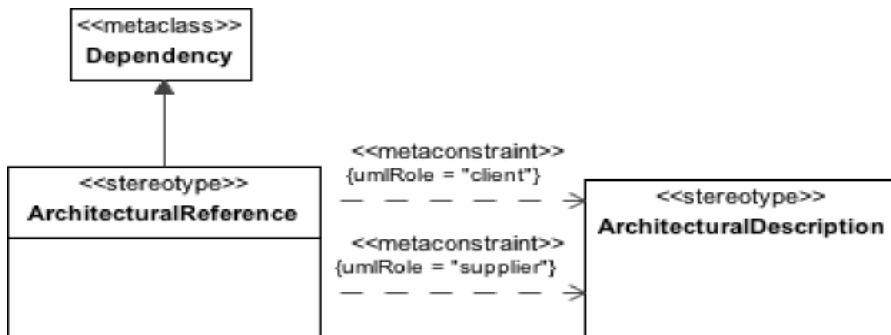 <<metaclass>>
Dependency
<<metaconstraint>>
{umlRole = "client"}
<<stereotype>>
ArchitecturalReference
<<stereotype>>
ArchitecturalDescription
<<metaconstraint>>
{umlRole = "supplier"}